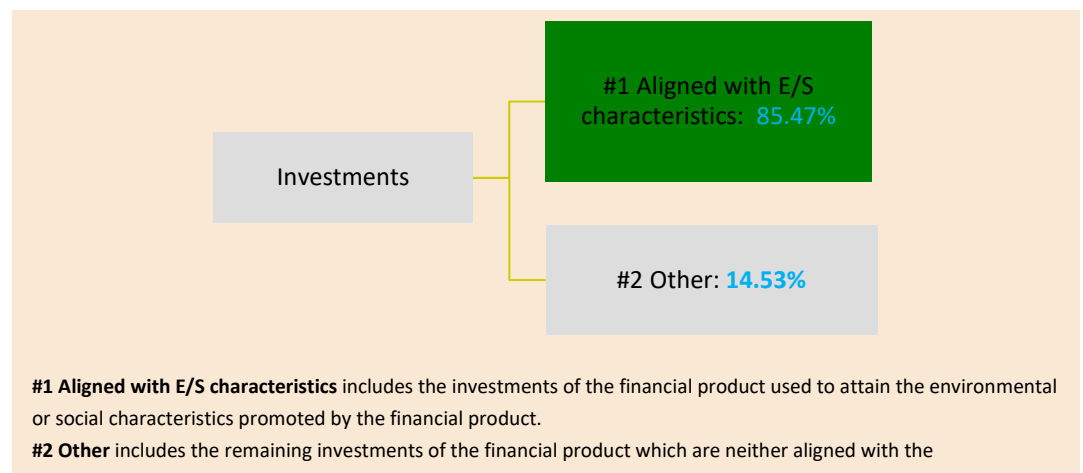 #1 Aligned with E/S
characteristics: 85.47%
Investments
#2 Other: 14.53%
#1 Aligned with E/S characteristics includes the investments of the financial product used to attain the environmental
or social characteristics promoted by the financial product.
#2 Other includes the remaining investments of the financial product which are neither aligned with the